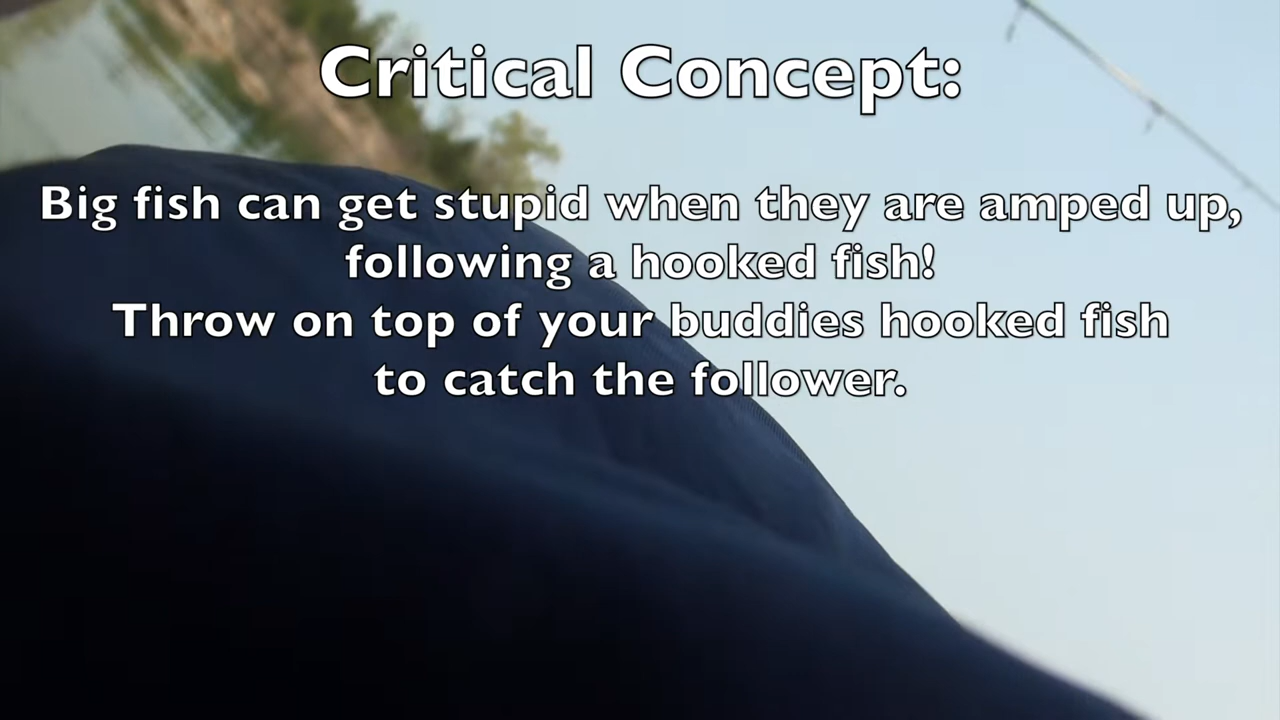 Critical Concept:
Big fish can get stupid when they are amped up,
following a hooked fish!
Throw on top of your buddies hooked fish
to catch the follower.